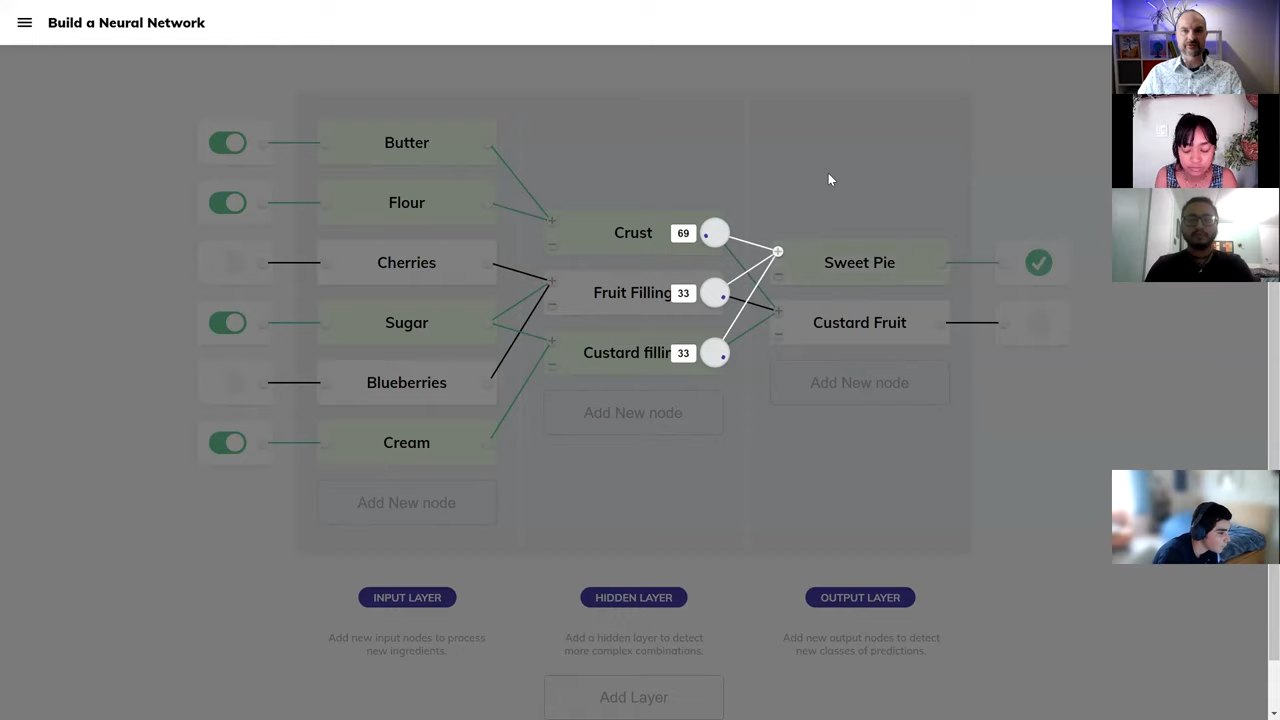 Build a Neural Network
Butter
Flour
Cherries
Sugar
Blueberries
Cream
Add New node
Crust
69
Fruit Filling
33
Custard fillin
33
Add New node
Sweet Pie
Custard Fruit
Add New node
INPUT LAYER
Add new input nodes to process
new ingredients.
HIDDEN LAYER
Add a hidden layer to detect
more complex combinations.
Add Layer
OUTPUT LAYER
Add new output nodes to detect
new classes of predictions.